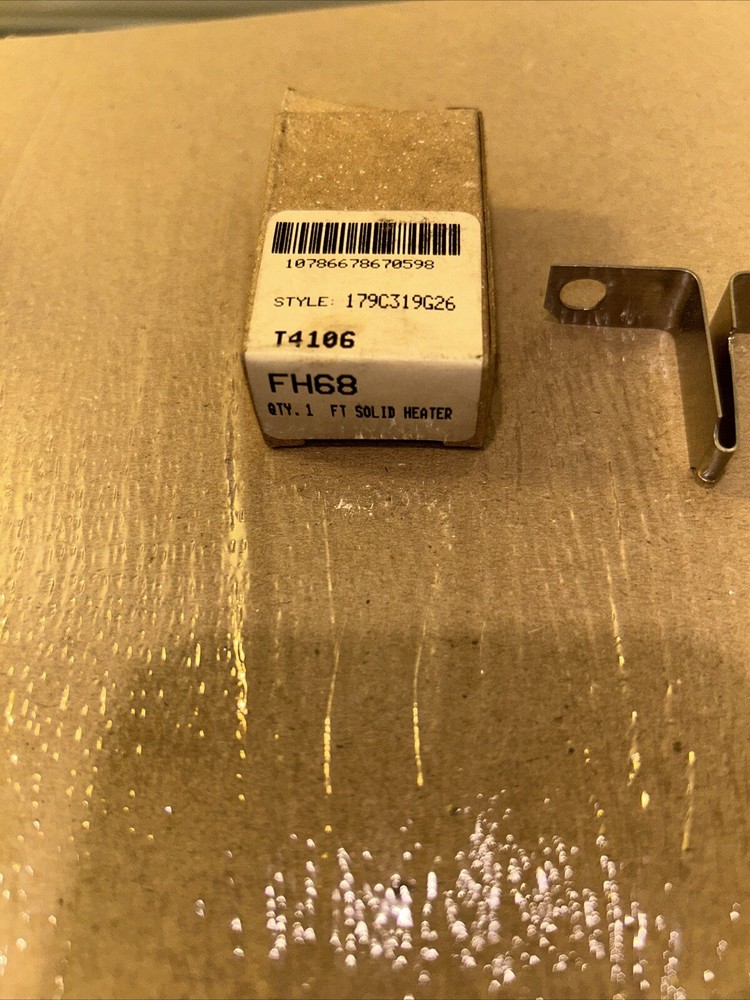 10786678670598
STYLE: 179C319G26
T4106
FH68
QTY. 1 FT SOLID HEATER